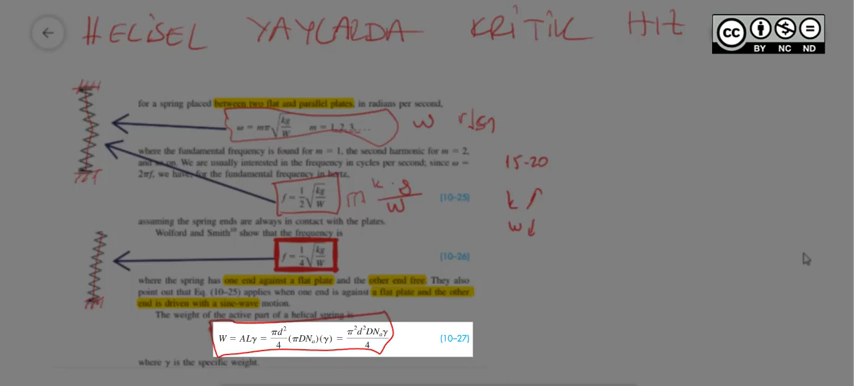 HELİSEL YAYLARDA KRİTİK HIZ
CC BY NC ND
for a spring placed between two flat and parallel plates, in radians per second,
ω = mπ√(kg/W) m = 1, 2, 3, . . .
ω r/sn
where the fundamental frequency is found for m = 1, the second harmonic for m = 2,
and so on. We are usually interested in the frequency in cycles per second; since ω =
2πf, we have, for the fundamental frequency in hertz,
15-20
f = 1/2 √(kg/W) m k·g/W (10–25)
k ↑
W ↓
assuming the spring ends are always in contact with the plates.
Wolford and Smith¹⁰ show that the frequency is
f = 1/4 √(kg/W) (10–26)
where the spring has one end against a flat plate and the other end free. They also
point out that Eq. (10–25) applies when one end is against a flat plate and the other
end is driven with a sine-wave motion.
The weight of the active part of a helical spring is
W = ALγ = πd²/4 (πDNₐ)(γ) = π²d²DNₐγ/4 (10–27)
where γ is the specific weight.